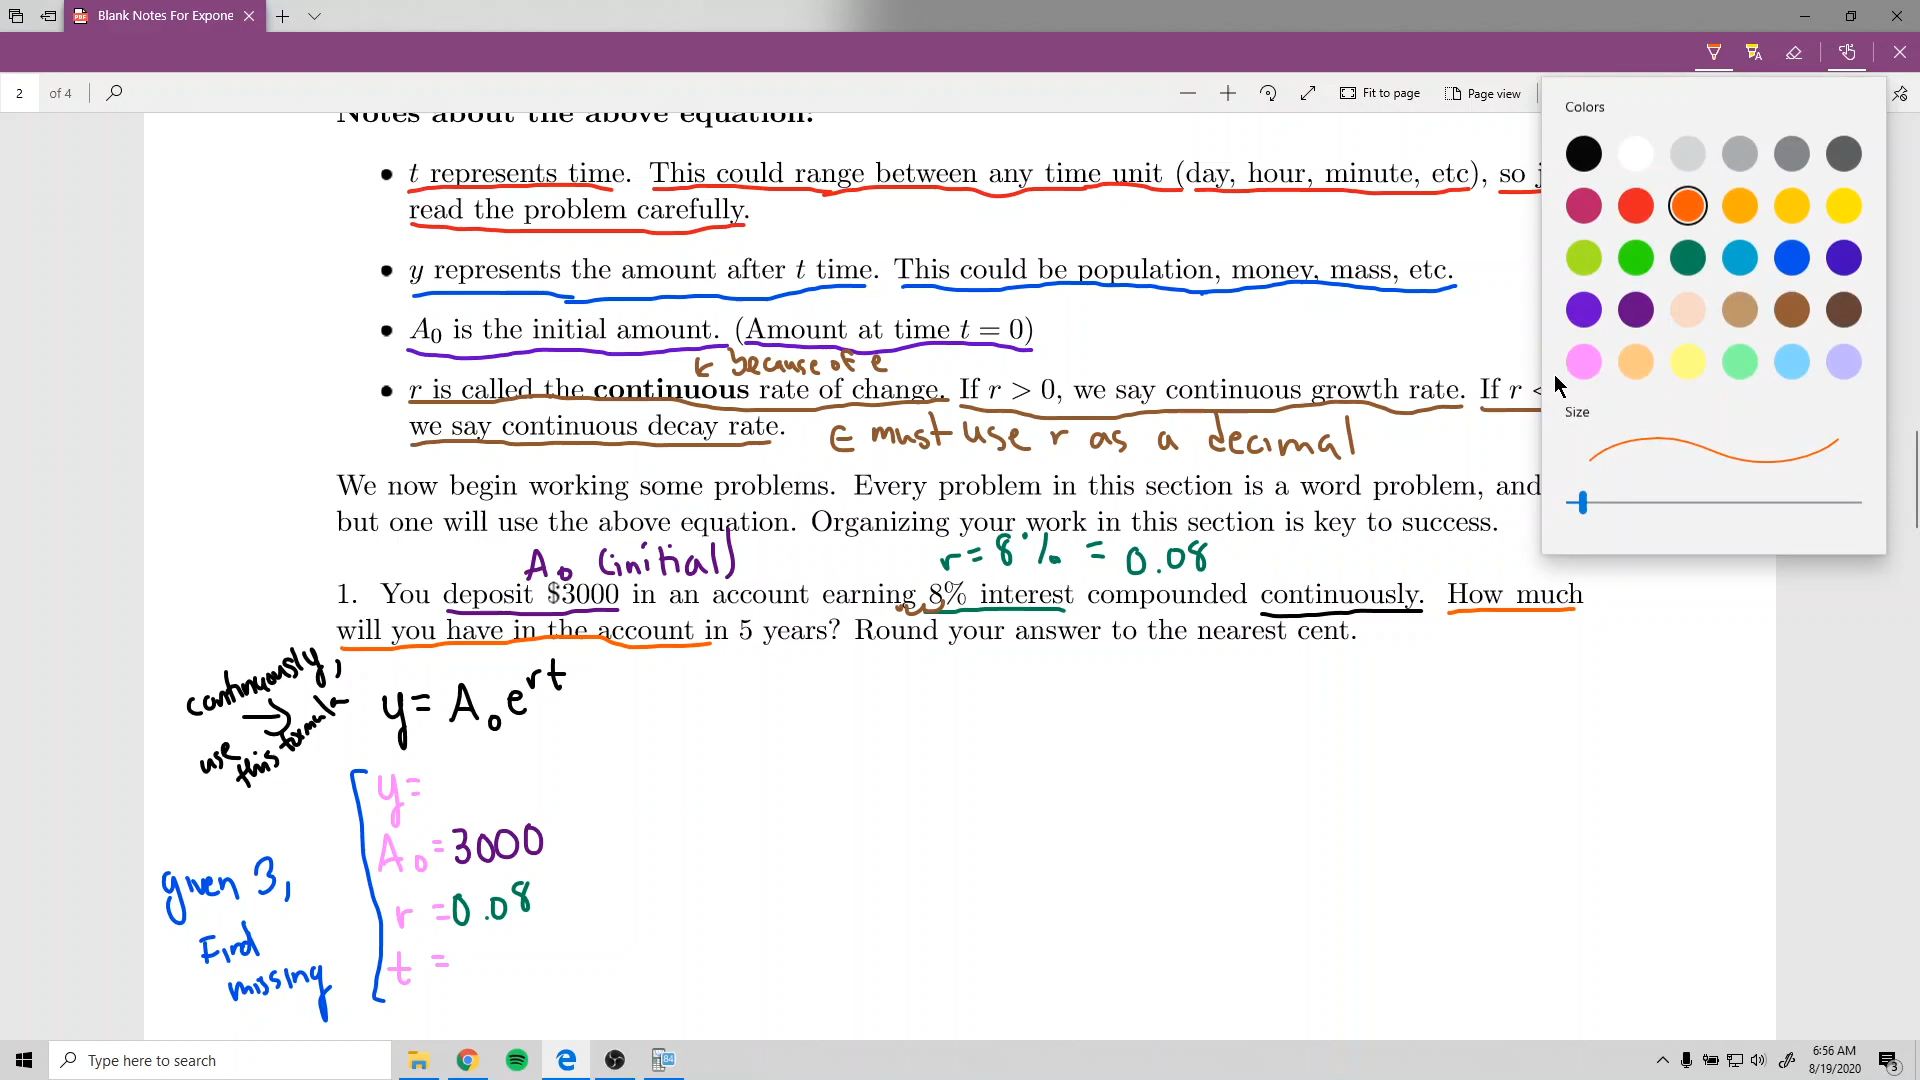 Blank Notes For Expone
2 of 4
Fit to page
Page view
Colors
Size
Notes about the above equation:
• t represents time. This could range between any time unit (day, hour, minute, etc), so j
read the problem carefully.
• y represents the amount after t time. This could be population, money, mass, etc.
• A₀ is the initial amount. (Amount at time t = 0)
because of e
• r is called the continuous rate of change. If r > 0, we say continuous growth rate. If r <
we say continuous decay rate. ∈ must use r as a decimal
We now begin working some problems. Every problem in this section is a word problem, and
but one will use the above equation. Organizing your work in this section is key to success.
A₀ (initial) r = 8% = 0.08
1. You deposit $3000 in an account earning 8% interest compounded continuously. How much
will you have in the account in 5 years? Round your answer to the nearest cent.
continuously,
use this formula
y = A₀e^{rt}
y =
A₀ = 3000
r = 0.08
t =
given 3,
Find
missing
Type here to search
84
6:56 AM
8/19/2020
3